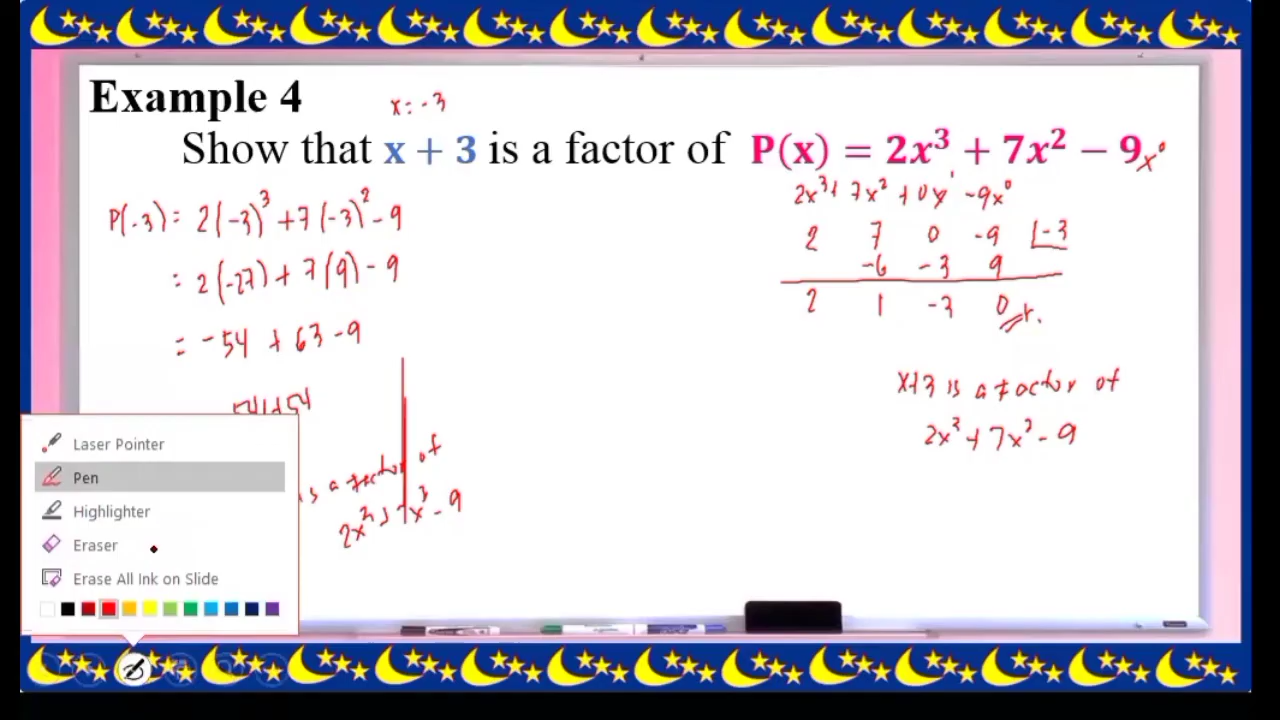 Example 4
x = -3
Show that x + 3 is a factor of P(x) = 2x³ + 7x² − 9x⁰
P(-3) = 2(-3)³ + 7(-3)² - 9
= 2(-27) + 7(9) - 9
= -54 + 63 - 9
54+54
is a factor of
- 9
2x³ + 7x² + 0x¹ - 9x⁰
2 7 0 -9 -3
-6 -3 9
2 1 -3 0 r.
x+3 is a factor of
2x³ + 7x² - 9
Laser Pointer
Pen
Highlighter
Eraser
Erase All Ink on Slide